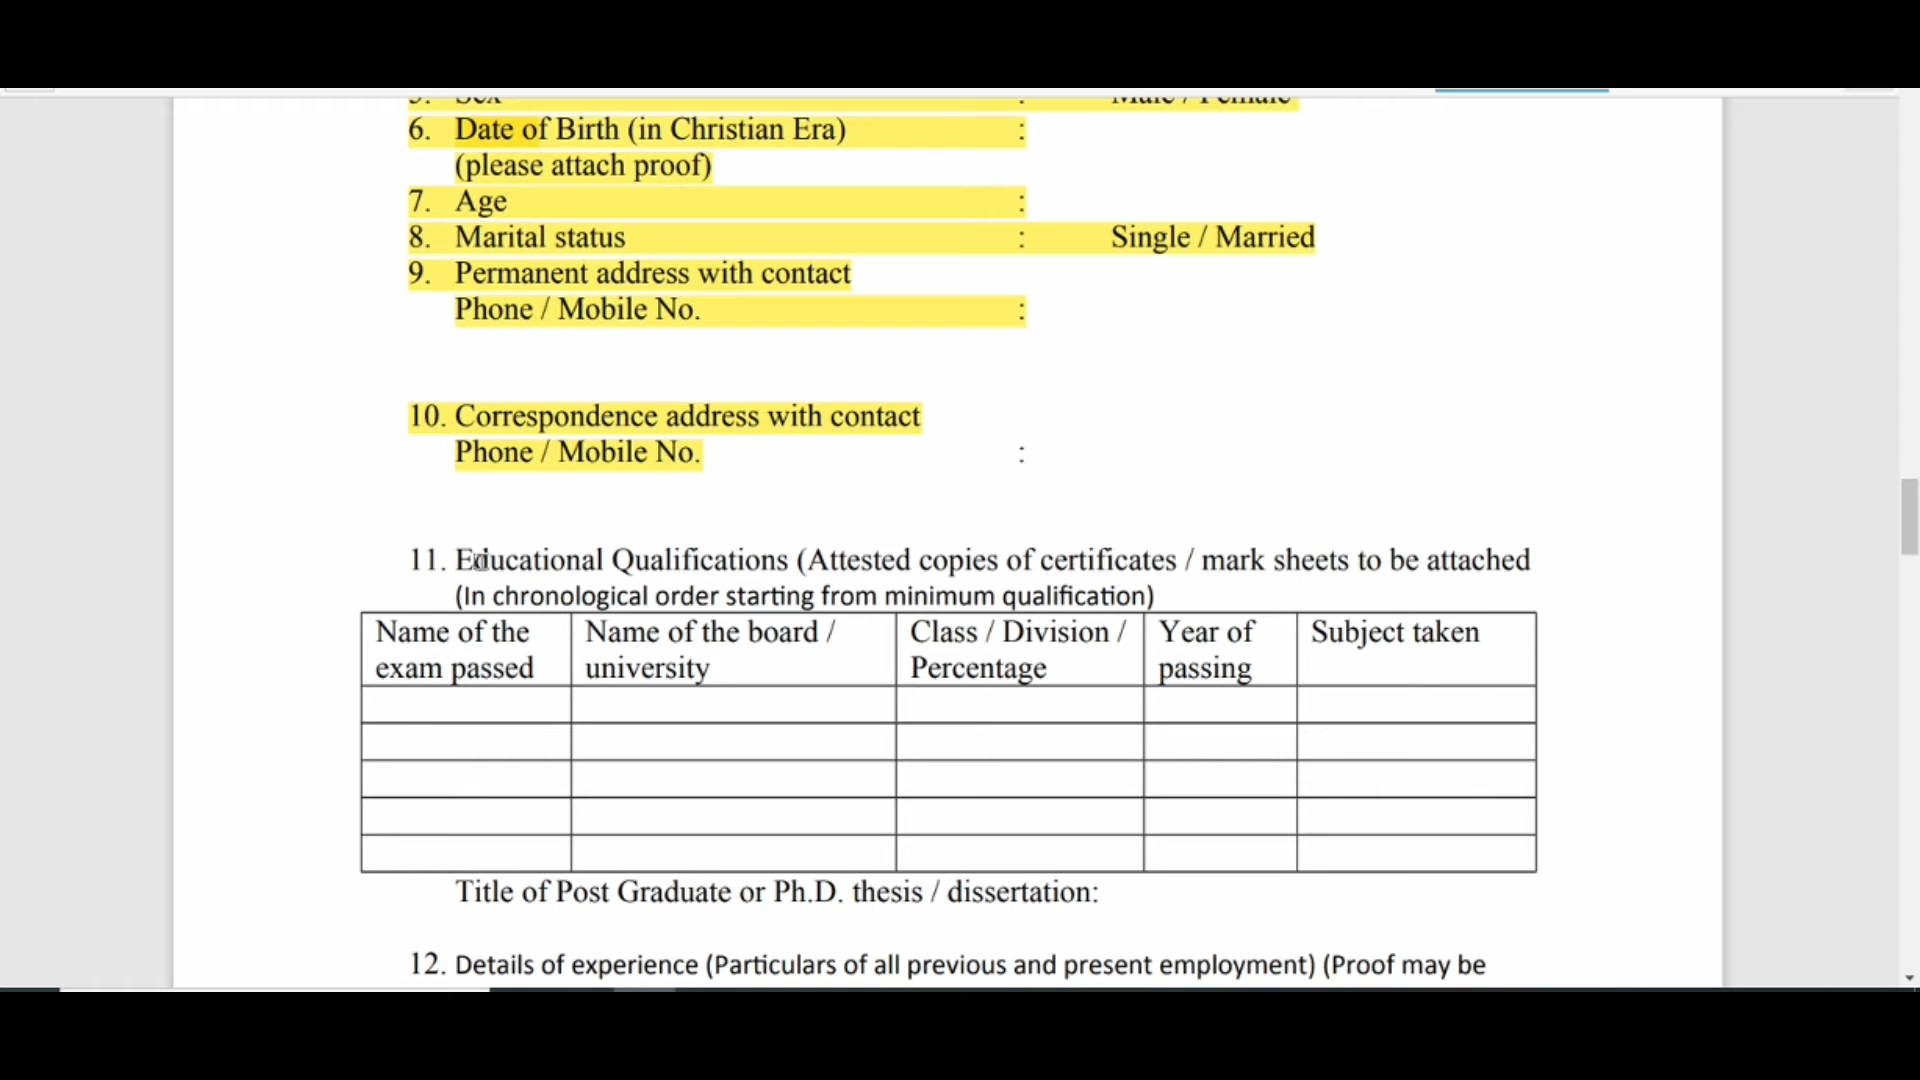 5. Sex : Male / Female
6. Date of Birth (in Christian Era) :
(please attach proof)
7. Age :
8. Marital status : Single / Married
9. Permanent address with contact
Phone / Mobile No. :
10. Correspondence address with contact
Phone / Mobile No. :
11. Educational Qualifications (Attested copies of certificates / mark sheets to be attached
(In chronological order starting from minimum qualification)
Name of the exam passed
Name of the board / university
Class / Division / Percentage
Year of passing
Subject taken
Title of Post Graduate or Ph.D. thesis / dissertation:
12. Details of experience (Particulars of all previous and present employment) (Proof may be